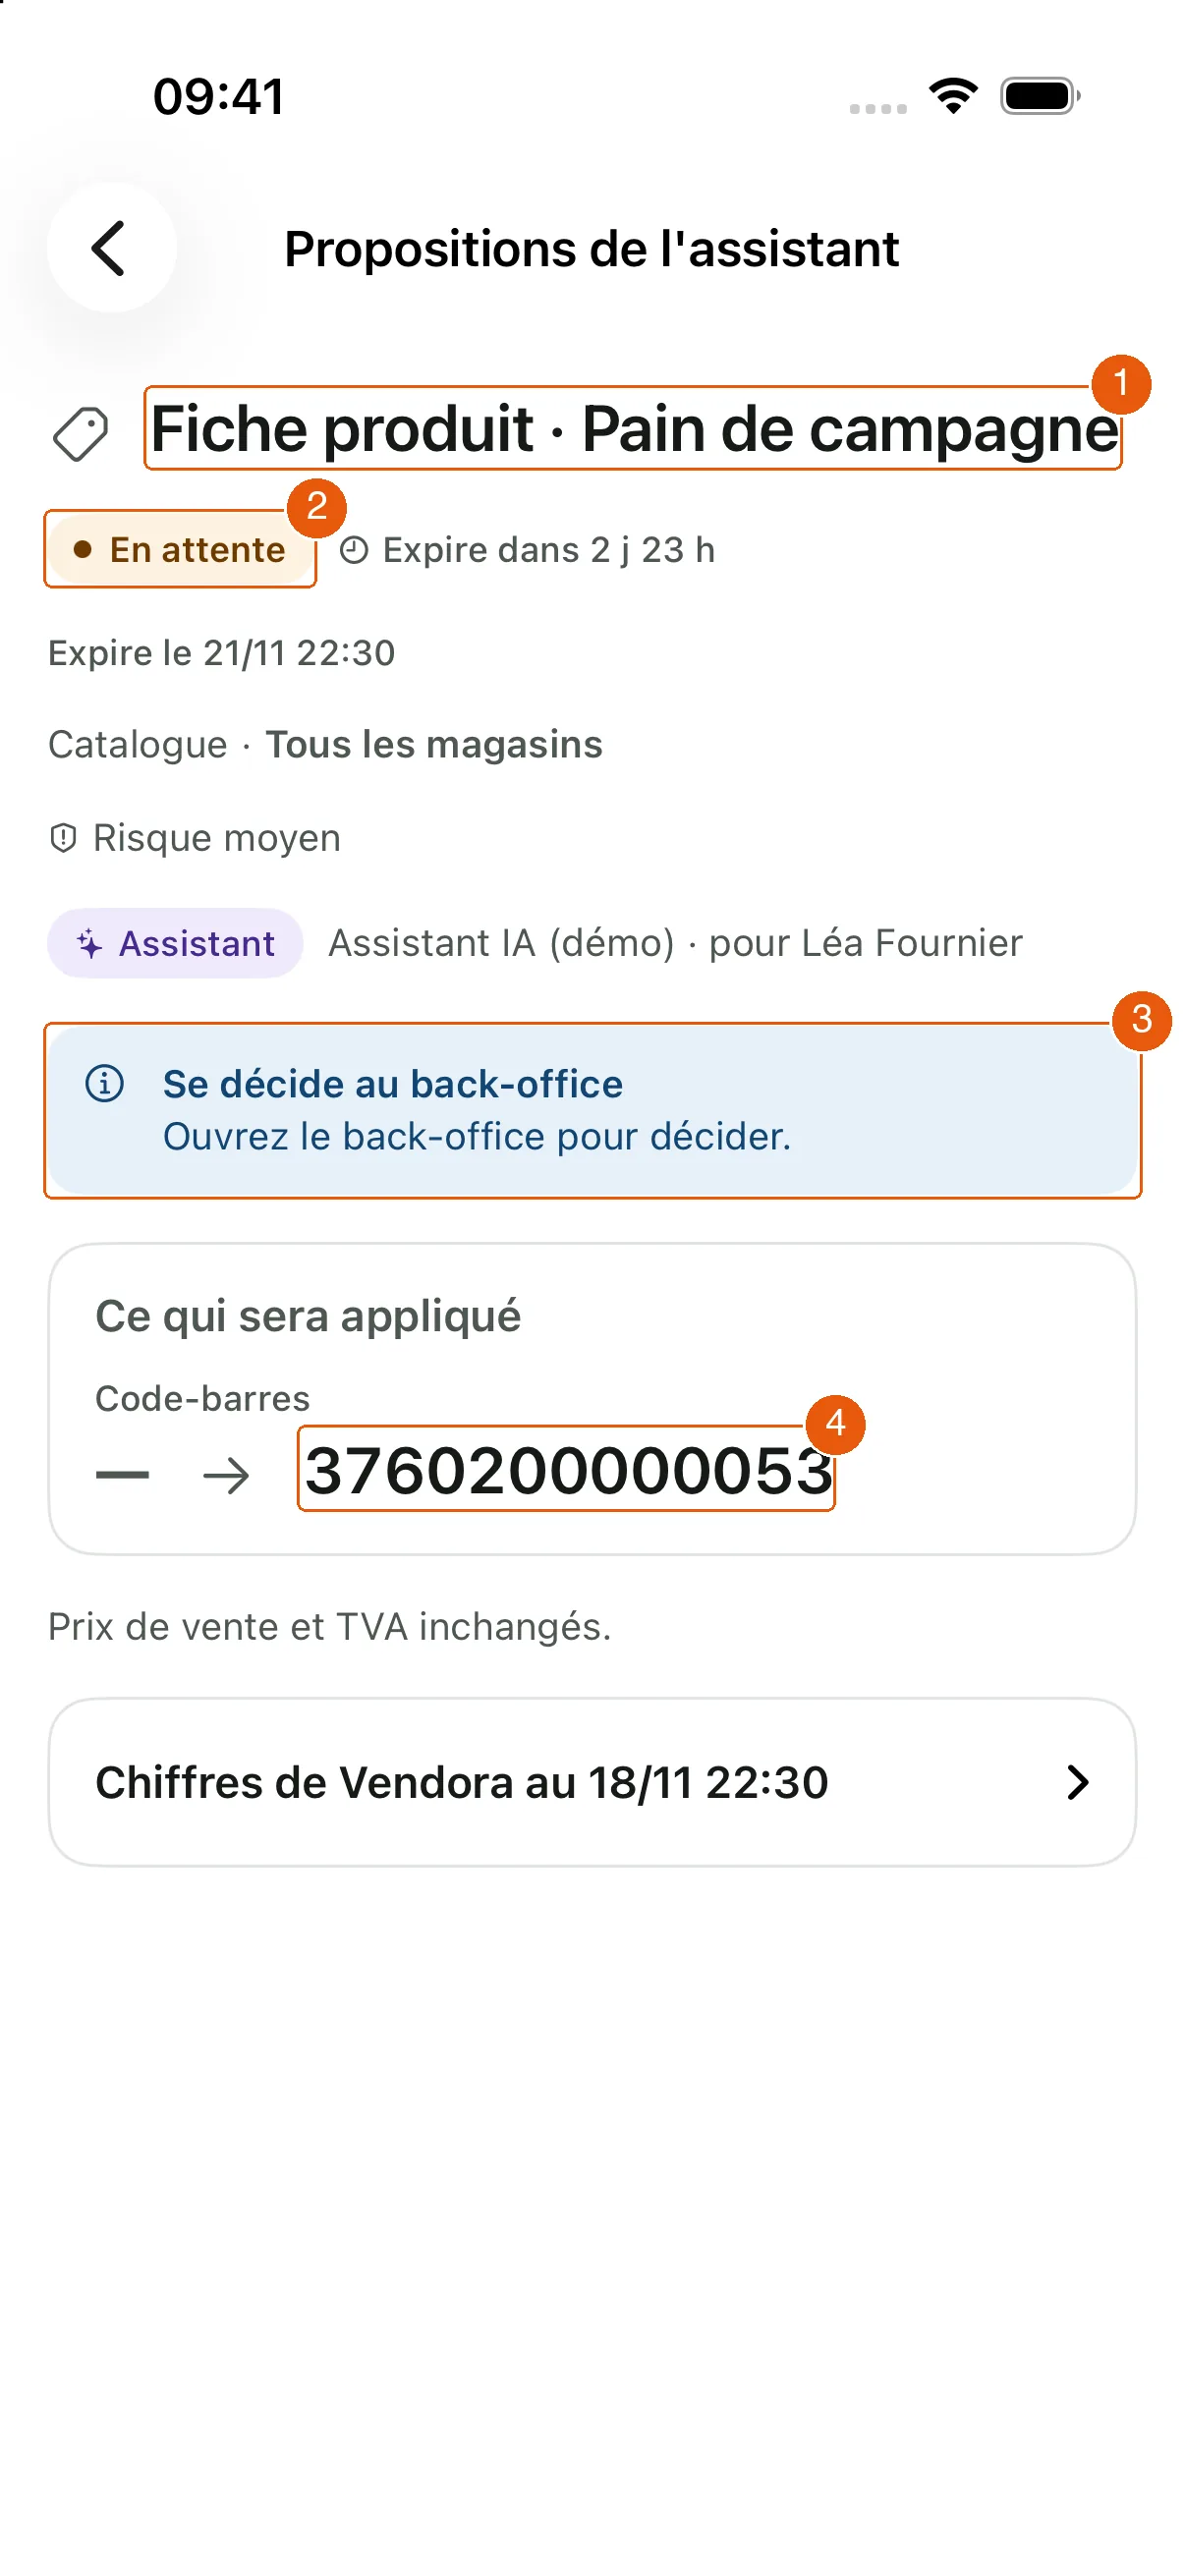 09:41
Propositions de l'assistant
1
Fiche produit · Pain de campagne
2
En attente
Expire dans 2 j 23 h
Expire le 21/11 22:30
Catalogue · Tous les magasins
Risque moyen
Assistant
Assistant IA (démo) · pour Léa Fournier
3
Se décide au back-office
Ouvrez le back-office pour décider.
Ce qui sera appliqué
Code-barres
4
— → 3760200000053
Prix de vente et TVA inchangés.
Chiffres de Vendora au 18/11 22:30